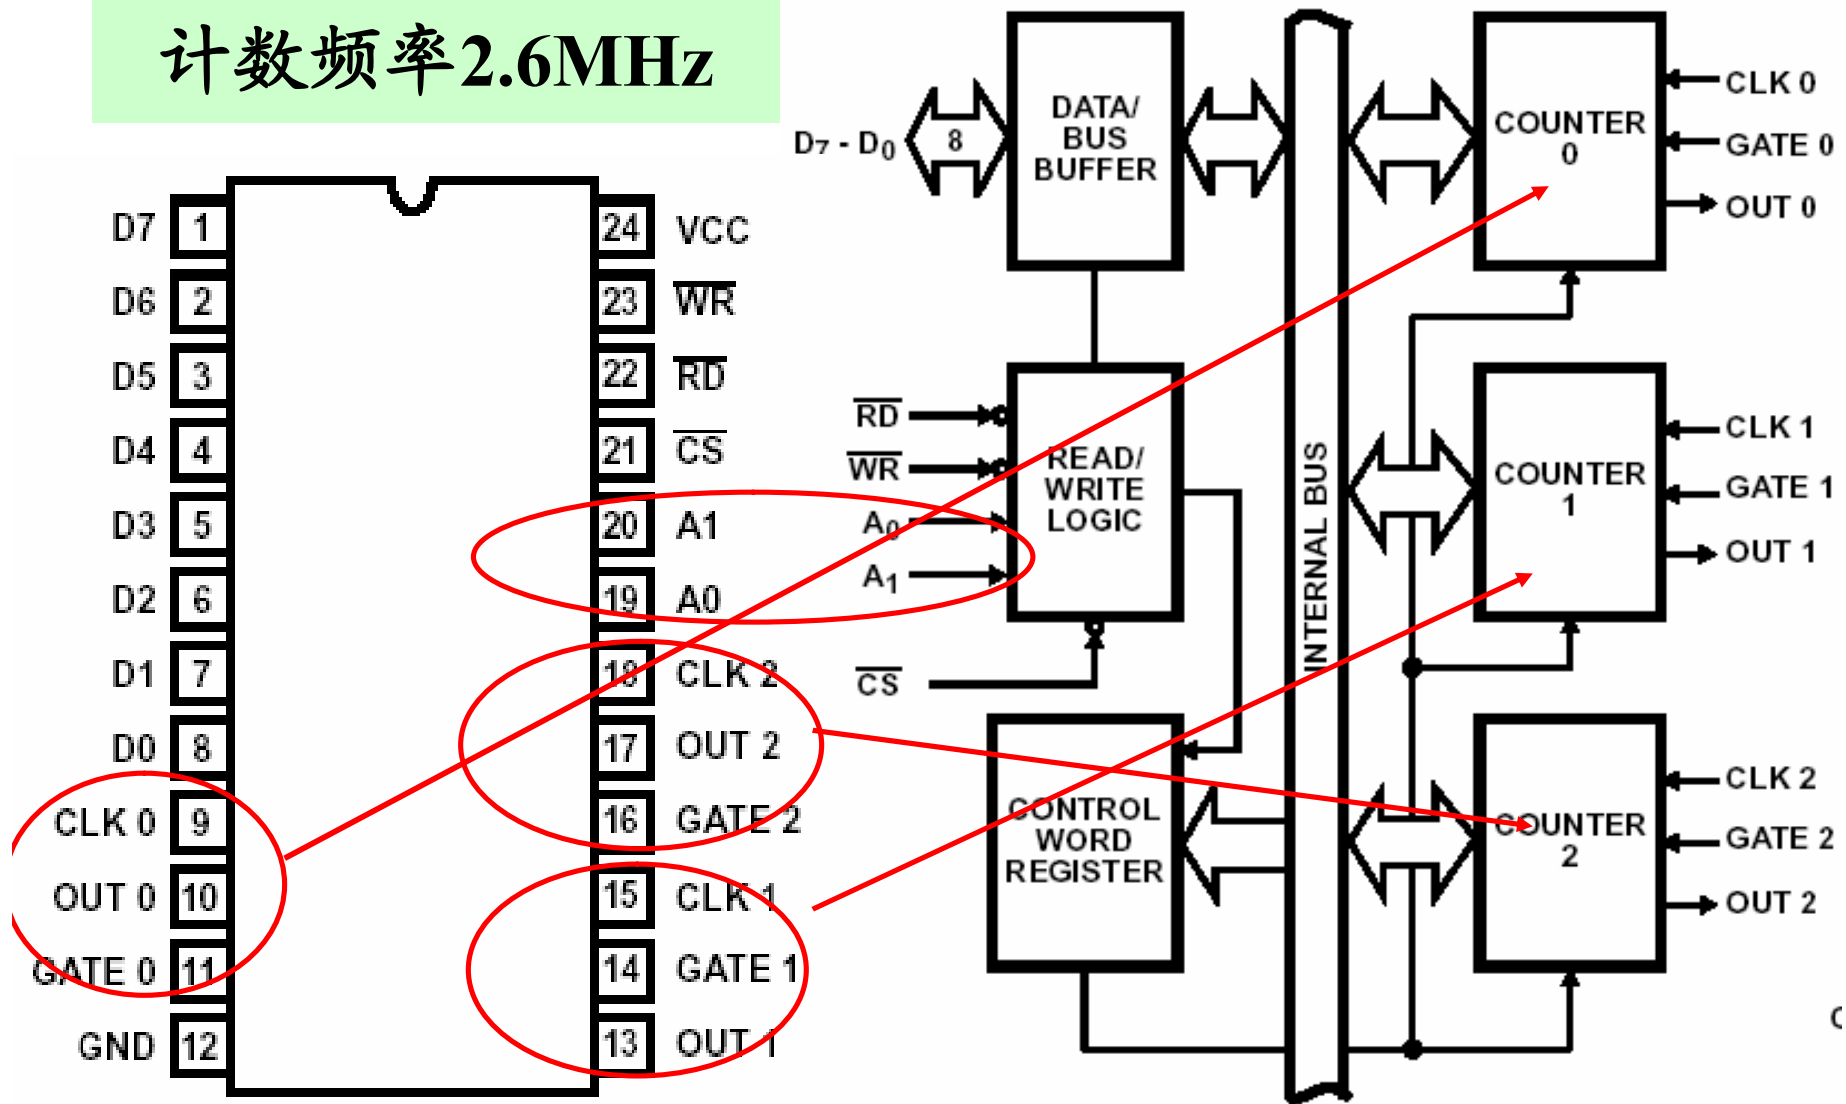 计数频率2.6MHz
D7 1
D6 2
D5 3
D4 4
D3 5
D2 6
D1 7
D0 8
CLK 0 9
OUT 0 10
GATE 0 11
GND 12
24 VCC
23 WR
22 RD
21 CS
20 A1
19 A0
18 CLK 2
17 OUT 2
16 GATE 2
15 CLK 1
14 GATE 1
13 OUT 1
D7 - D0
8
DATA/
BUS
BUFFER
RD
WR
A0
A1
CS
READ/
WRITE
LOGIC
CONTROL
WORD
REGISTER
INTERNAL BUS
COUNTER
0
CLK 0
GATE 0
OUT 0
COUNTER
1
CLK 1
GATE 1
OUT 1
COUNTER
2
CLK 2
GATE 2
OUT 2